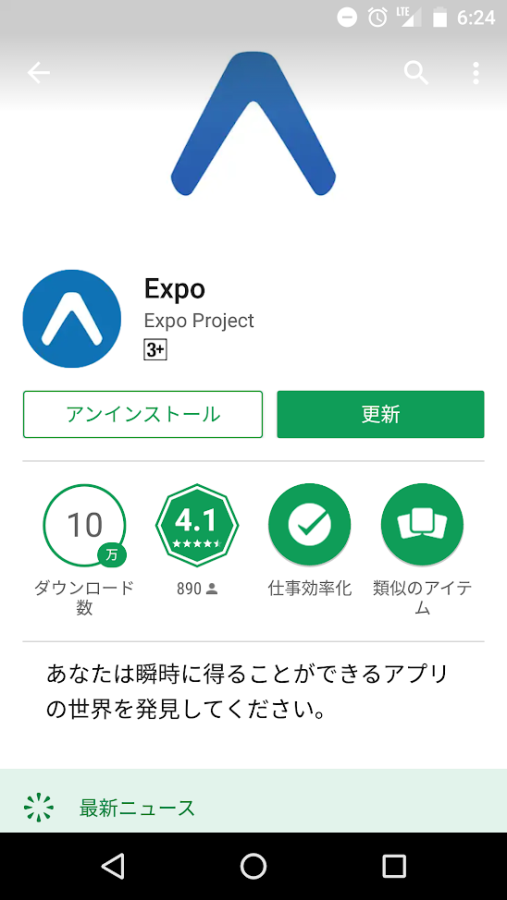 LTE 6:24
Expo
Expo Project
3+
アンインストール 更新
10 万
4.1
ダウンロード
数
890
仕事効率化
類似のアイテ
ム
あなたは瞬時に得ることができるアプリ
の世界を発見してください。
最新ニュース